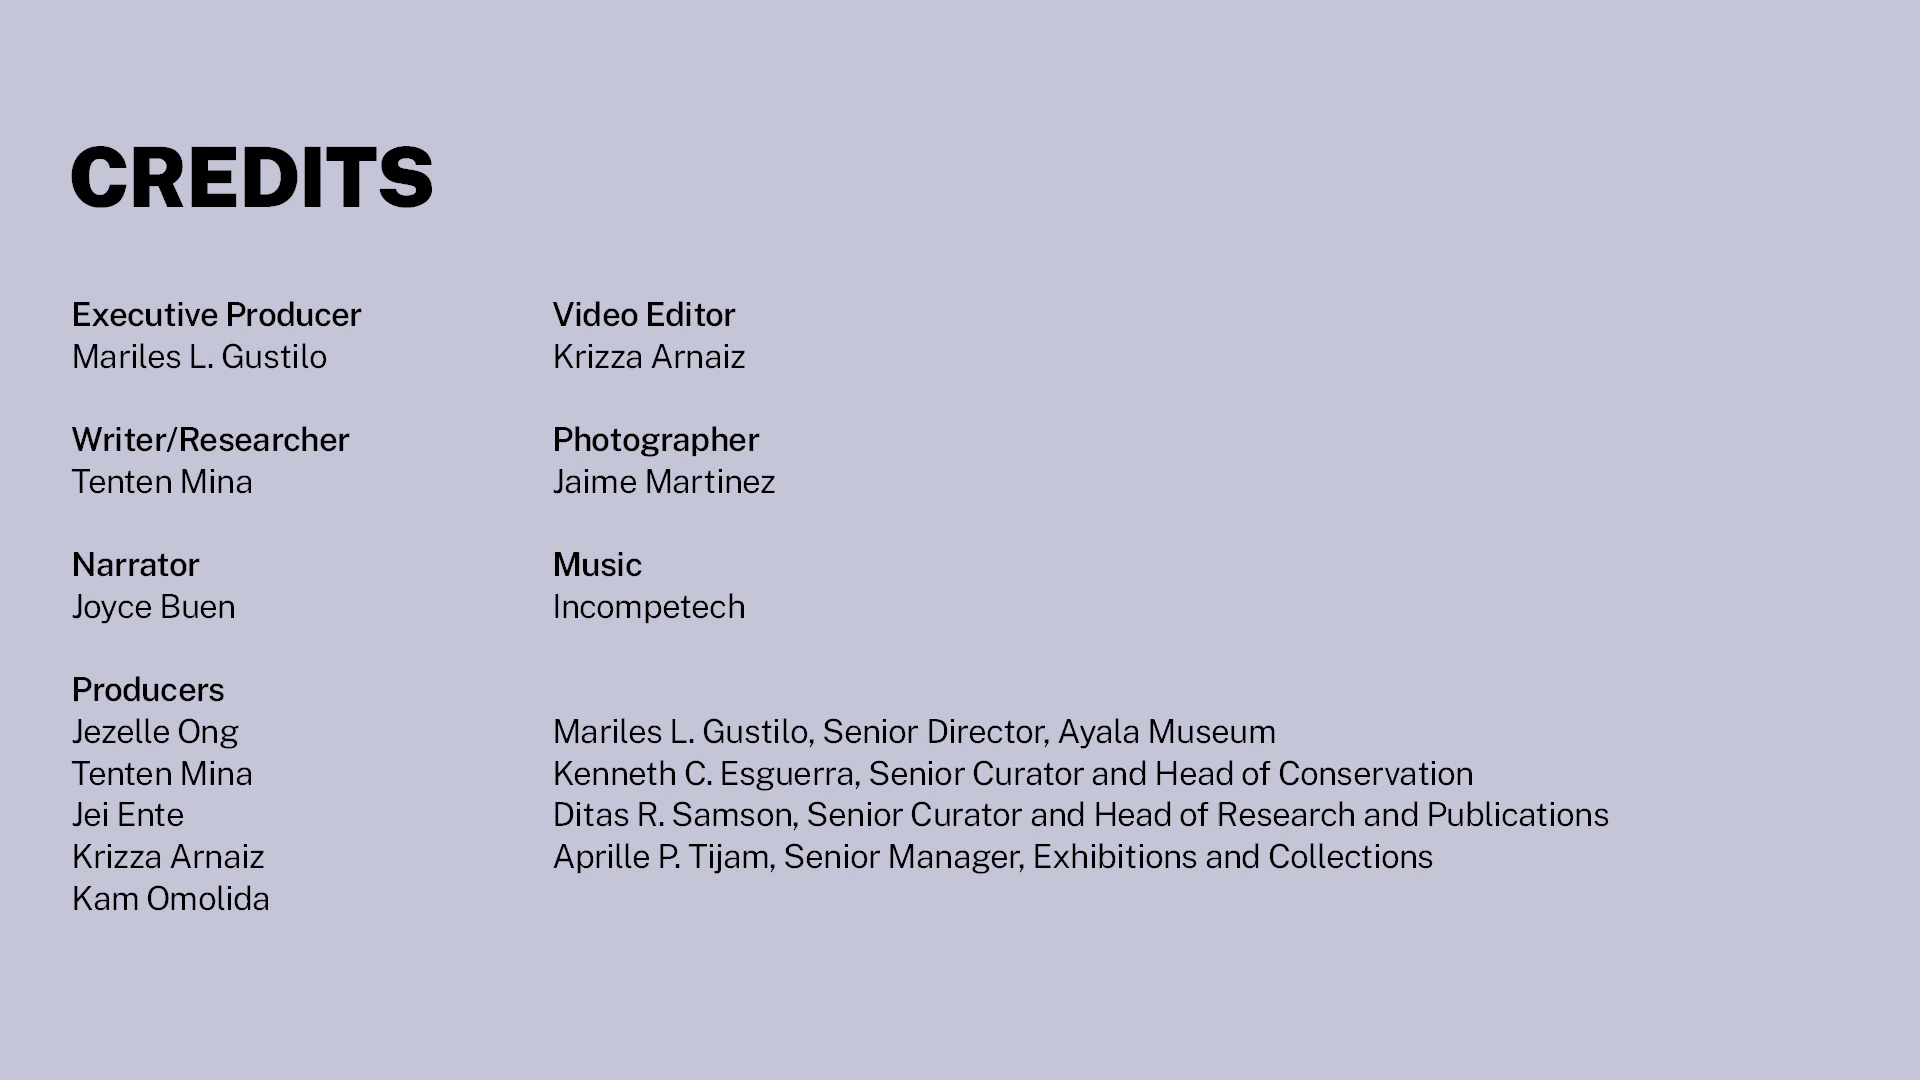 CREDITS
Executive Producer
Mariles L. Gustilo
Writer/Researcher
Tenten Mina
Narrator
Joyce Buen
Producers
Jezelle Ong
Tenten Mina
Jei Ente
Krizza Arnaiz
Kam Omolida
Video Editor
Krizza Arnaiz
Photographer
Jaime Martinez
Music
Incompetech
Mariles L. Gustilo, Senior Director, Ayala Museum
Kenneth C. Esguerra, Senior Curator and Head of Conservation
Ditas R. Samson, Senior Curator and Head of Research and Publications
Aprille P. Tijam, Senior Manager, Exhibitions and Collections